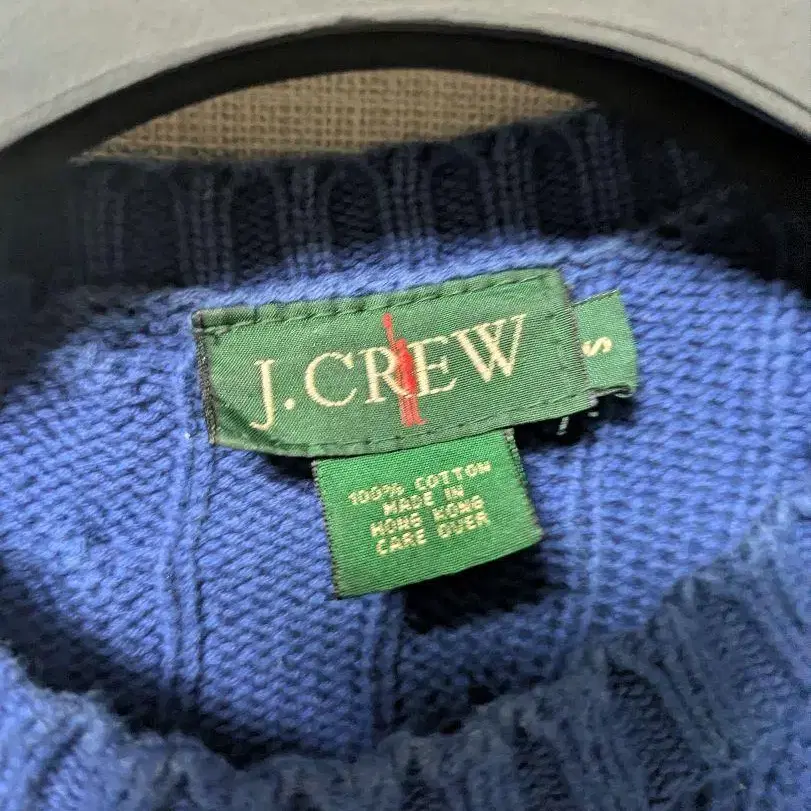 J.CREW
S
100% COTTON
MADE IN
HONG KONG
CARE OVER